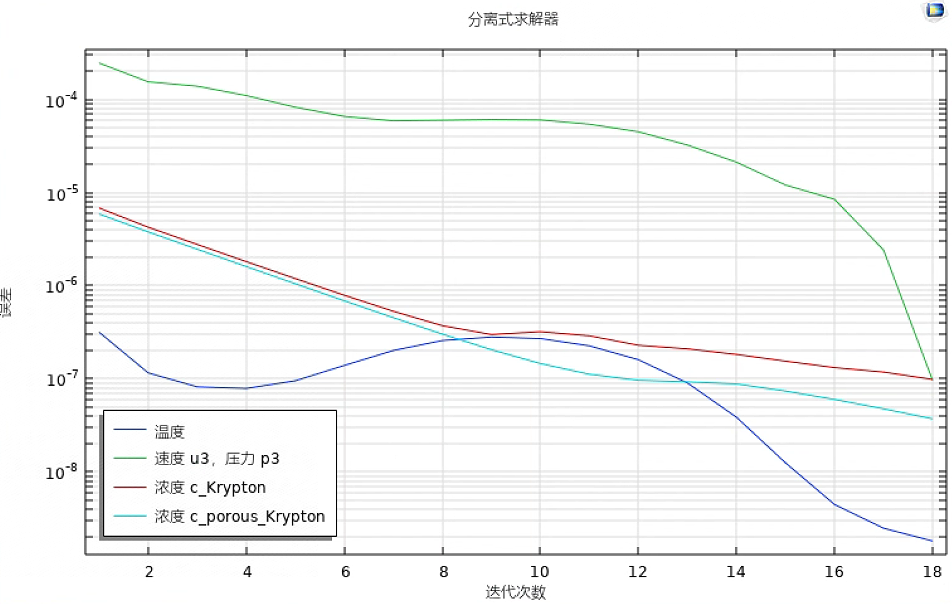 分离式求解器
10-4
10-5
10-6
10-7
10-8
误差
温度
速度 u3，压力 p3
浓度 c_Krypton
浓度 c_porous_Krypton
2 4 6 8 10 12 14 16 18
迭代次数